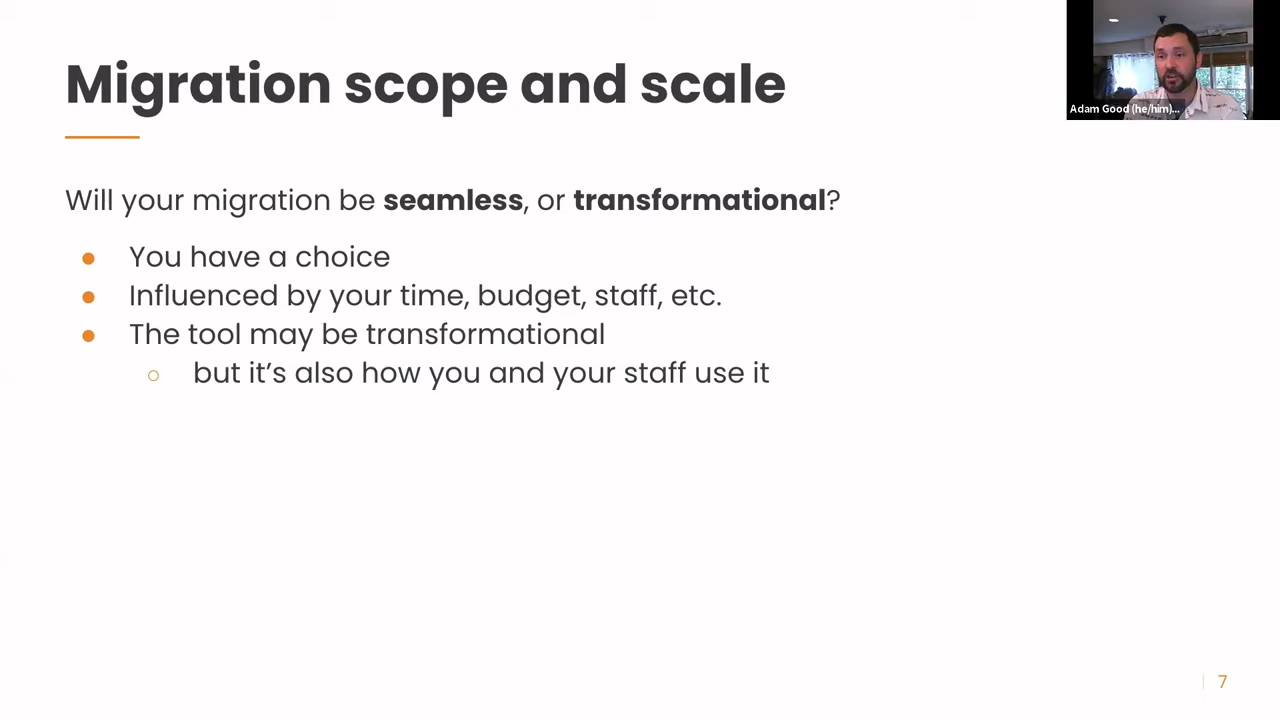 Migration scope and scale
Adam Good (he/him)...
Will your migration be seamless, or transformational?
● You have a choice
● Influenced by your time, budget, staff, etc.
● The tool may be transformational
○ but it’s also how you and your staff use it
7